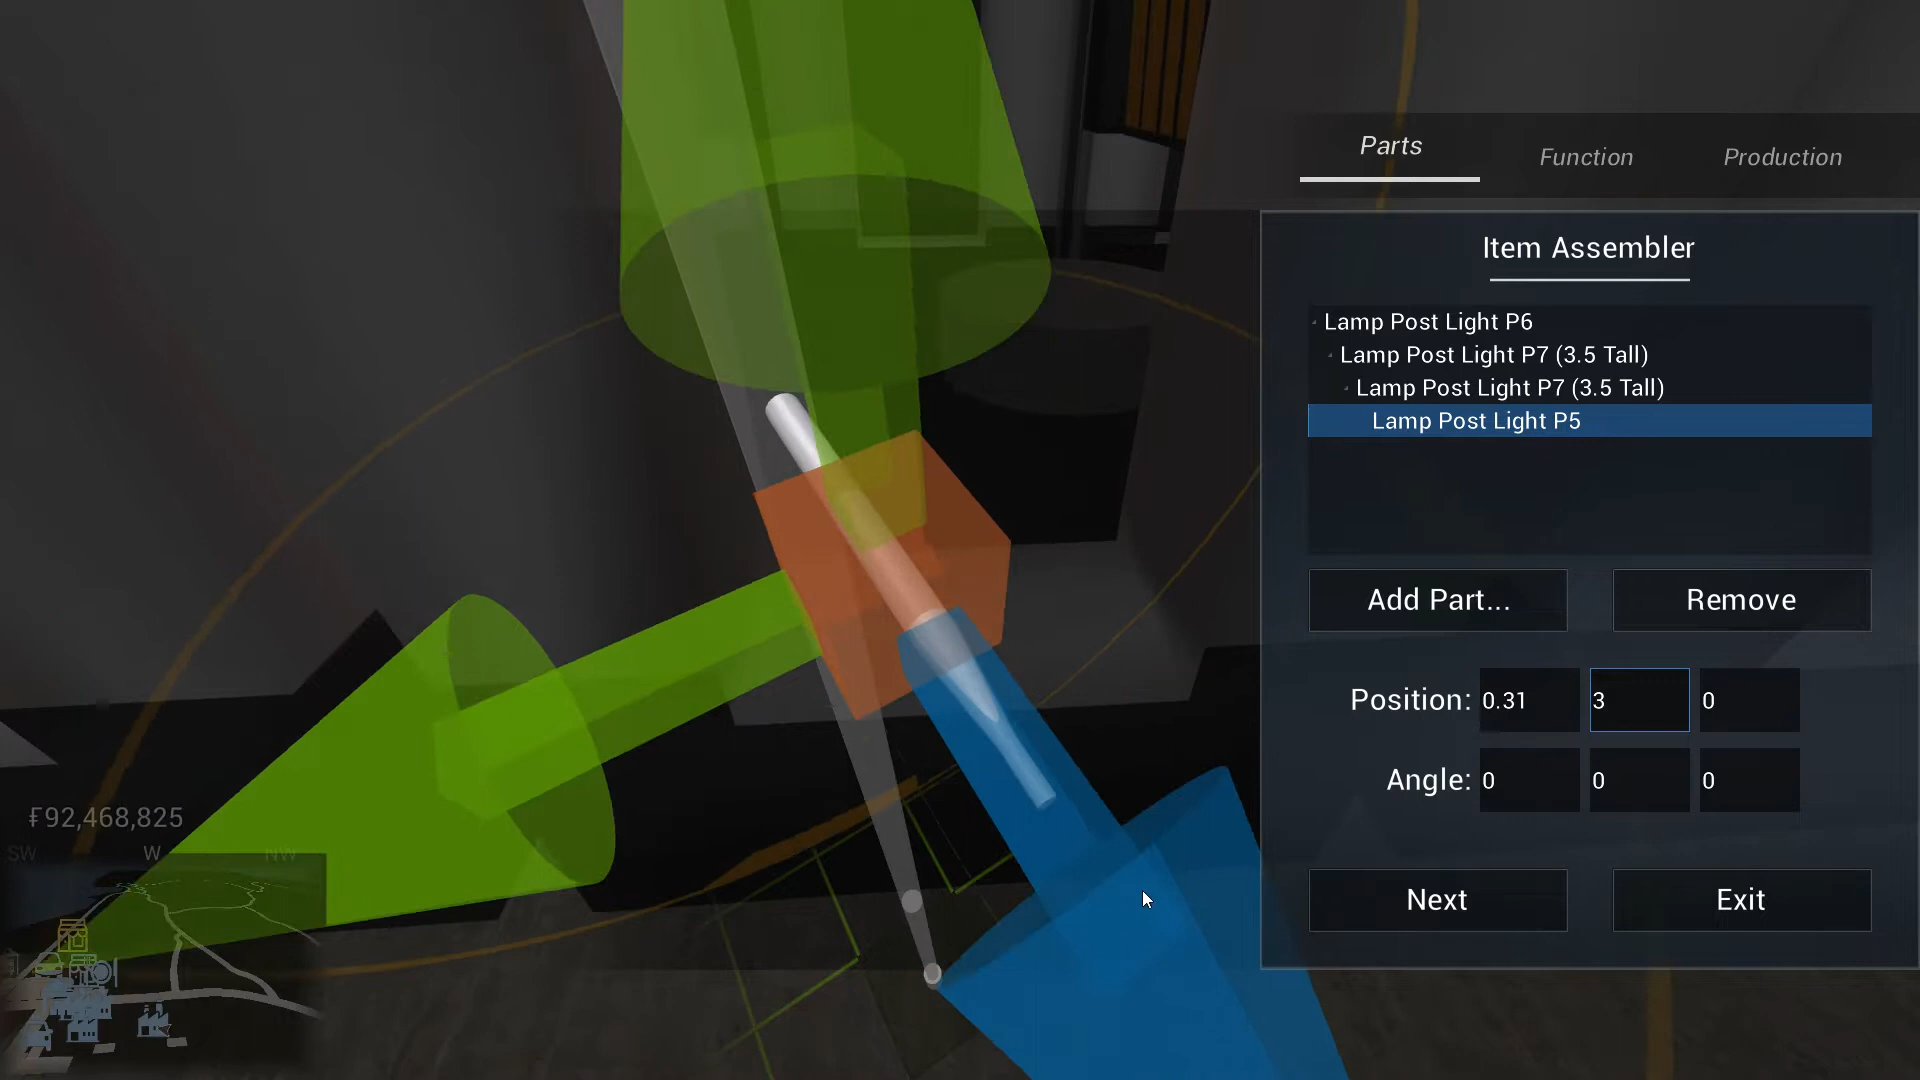 Parts
Function
Production
Item Assembler
Lamp Post Light P6
Lamp Post Light P7 (3.5 Tall)
Lamp Post Light P7 (3.5 Tall)
Lamp Post Light P5
Add Part...
Remove
Position: 0.31 3 0
Angle: 0 0 0
Next
Exit
₣92,468,825
SW W NW